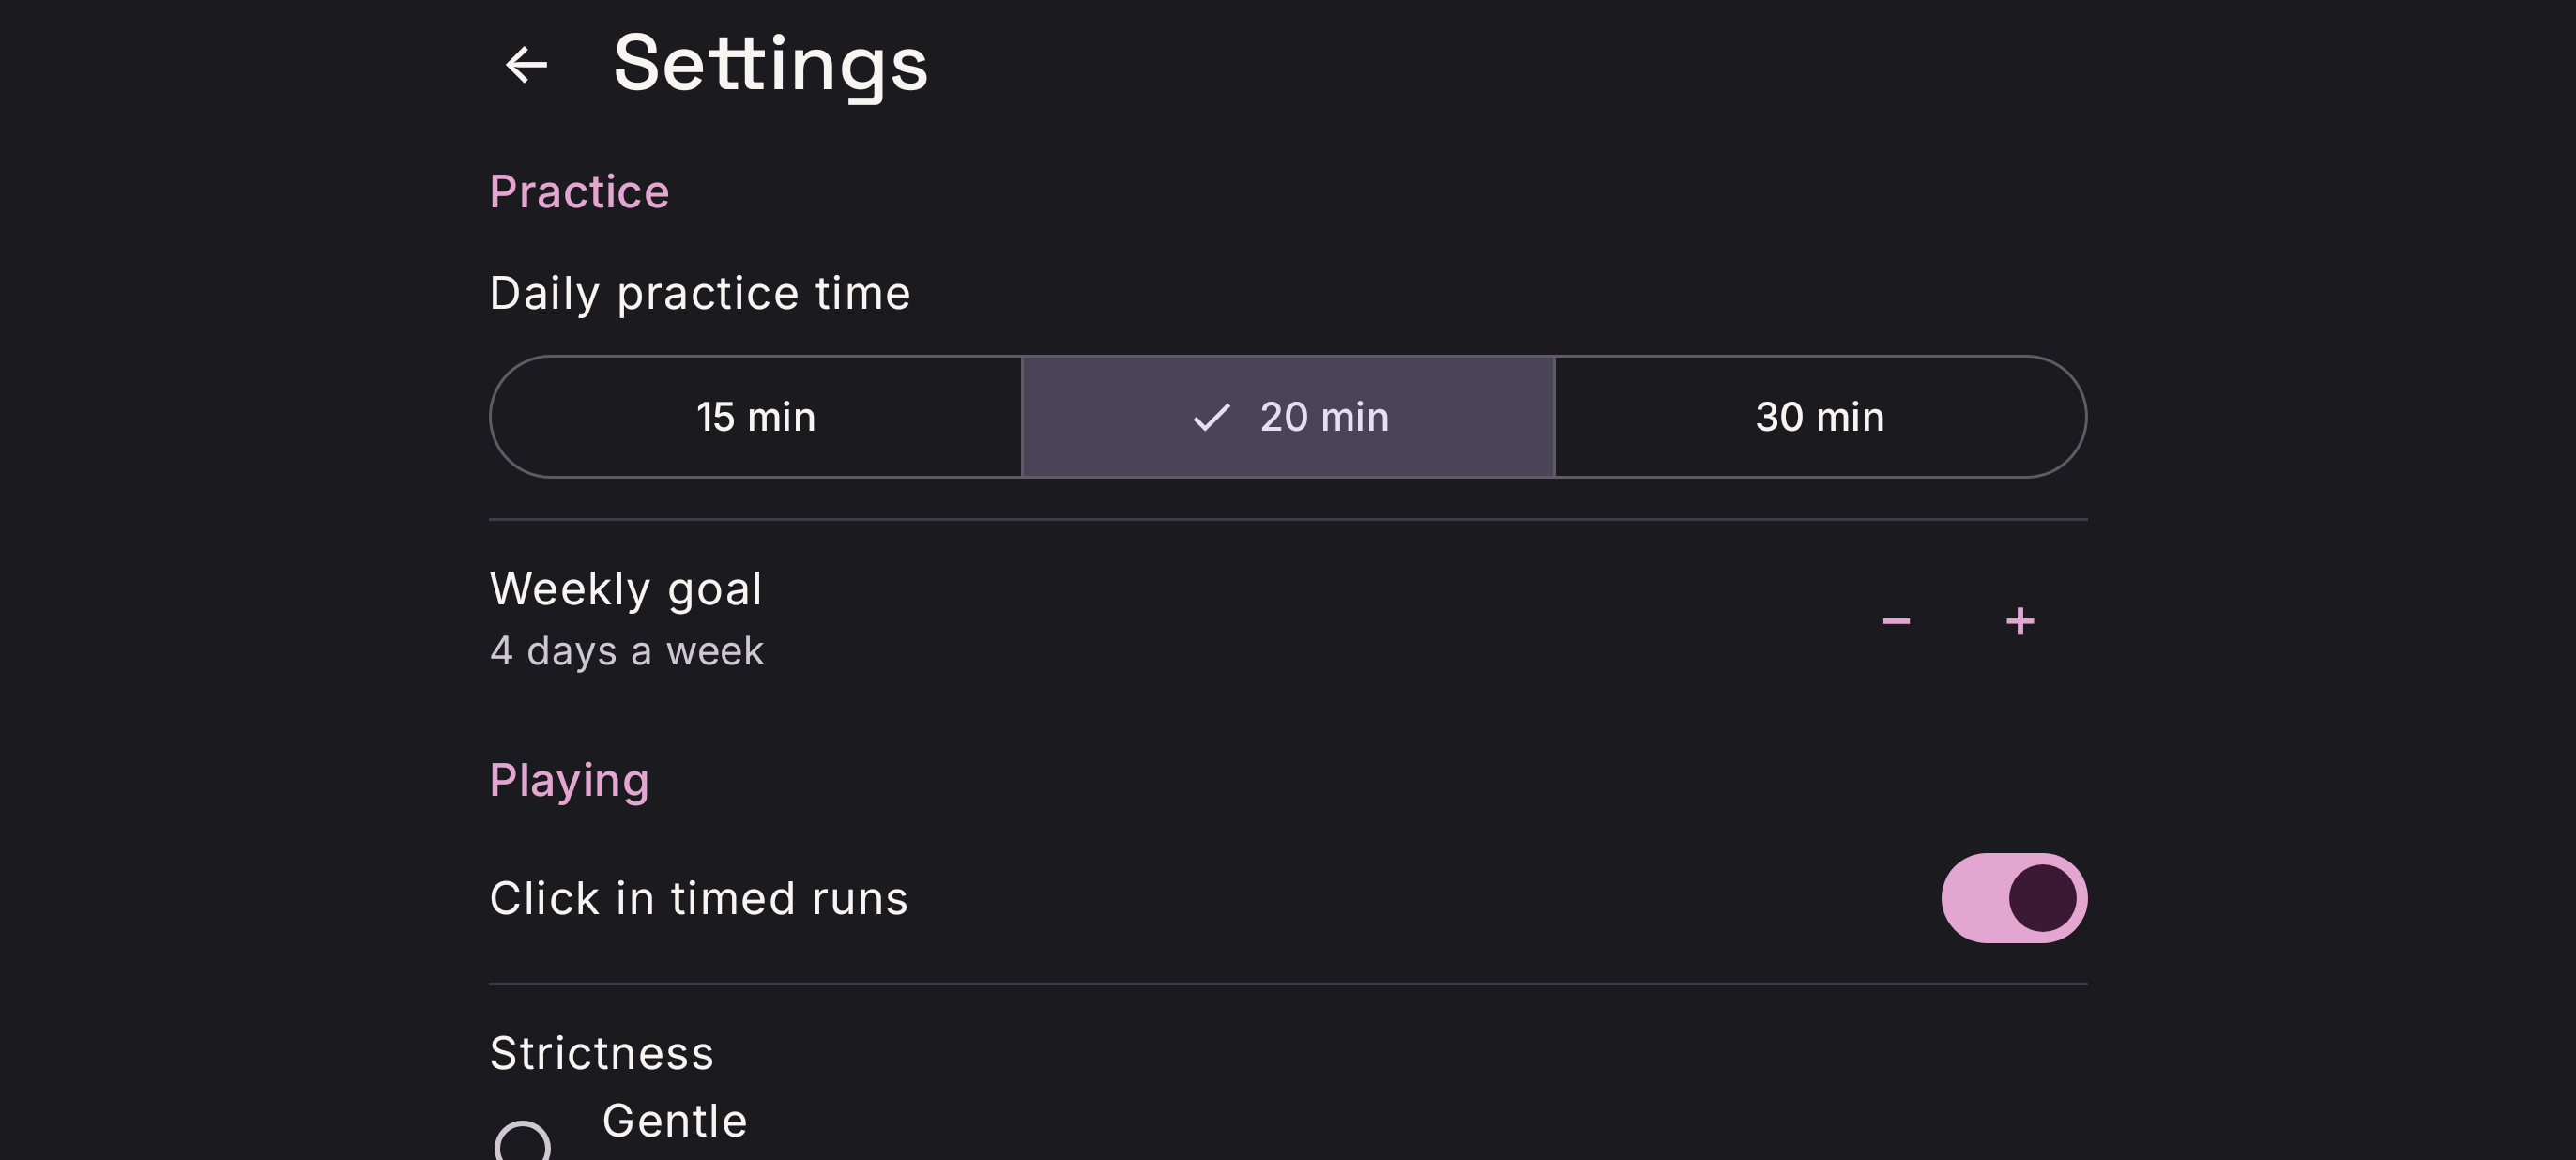 Settings
Practice
Daily practice time
15 min
20 min
30 min
Weekly goal
4 days a week
Playing
Click in timed runs
Strictness
Gentle